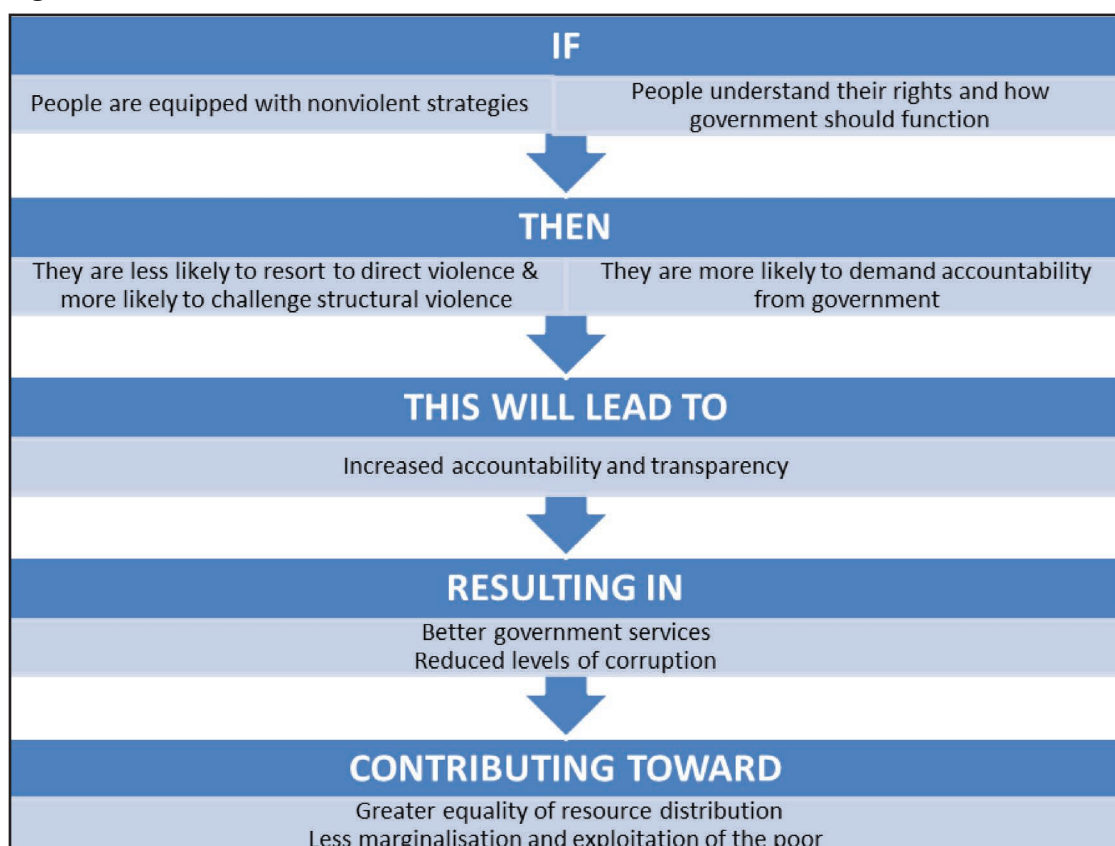 IF
People are equipped with nonviolent strategies
People understand their rights and how
government should function
THEN
They are less likely to resort to direct violence &
more likely to challenge structural violence
They are more likely to demand accountability
from government
THIS WILL LEAD TO
Increased accountability and transparency
RESULTING IN
Better government services
Reduced levels of corruption
CONTRIBUTING TOWARD
Greater equality of resource distribution
Less marginalisation and exploitation of the poor